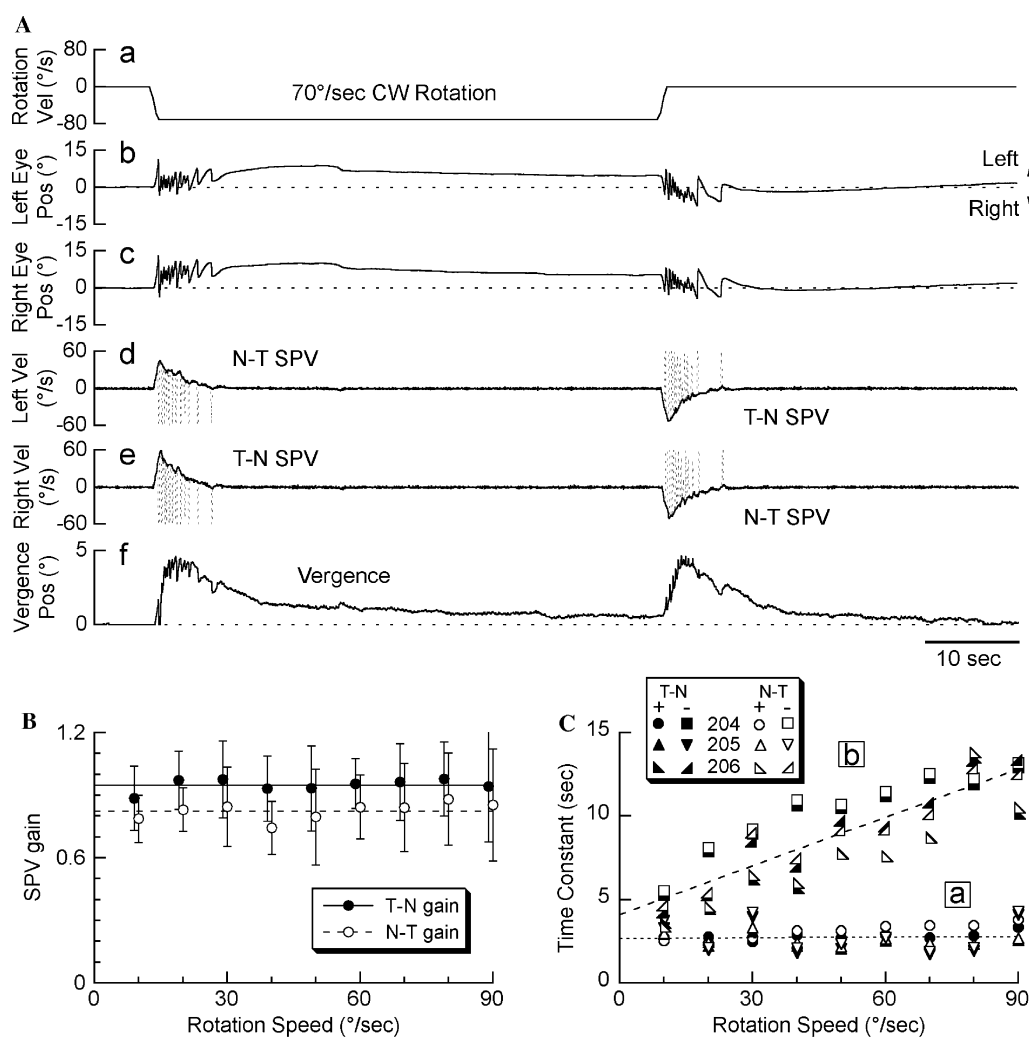 A
a
Rotation
Vel (°/s)
80
0
-80
70°/sec CW Rotation
b
Left Eye
Pos (°)
15
0
-15
Left
Right
c
Right Eye
Pos (°)
15
0
-15
d
Left Vel
(°/s)
60
0
-60
N-T SPV
T-N SPV
e
Right Vel
(°/s)
60
0
-60
T-N SPV
N-T SPV
f
Vergence
Pos (°)
5
0
Vergence
10 sec
B
SPV gain
1.2
0.6
0
T-N gain
N-T gain
0 30 60 90
Rotation Speed (°/sec)
C
T-N N-T
+ - + -
204
205
206
Time Constant (sec)
15
10
5
0
b
a
0 30 60 90
Rotation Speed (°/sec)